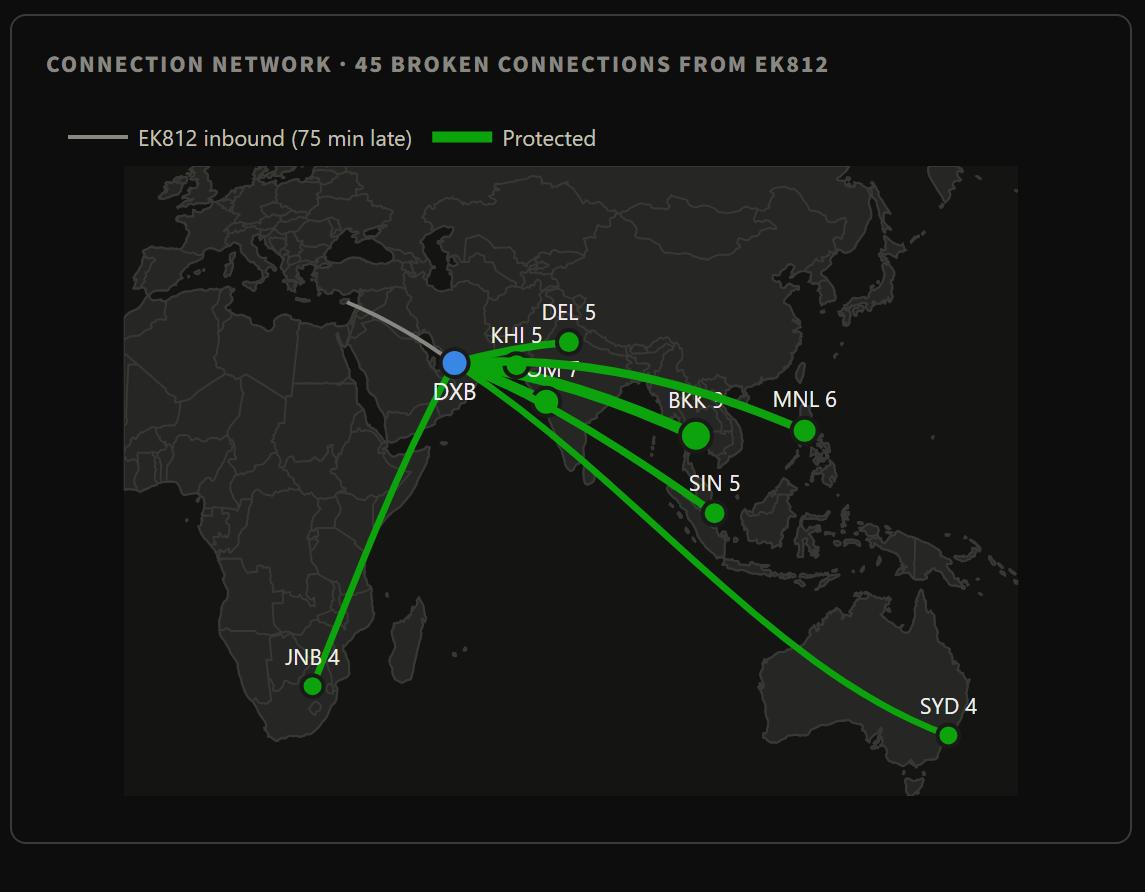 CONNECTION NETWORK · 45 BROKEN CONNECTIONS FROM EK812
EK812 inbound (75 min late)
Protected
DEL 5
KHI 5
DXB
MNL 6
BKK
SIN 5
JNB 4
SYD 4